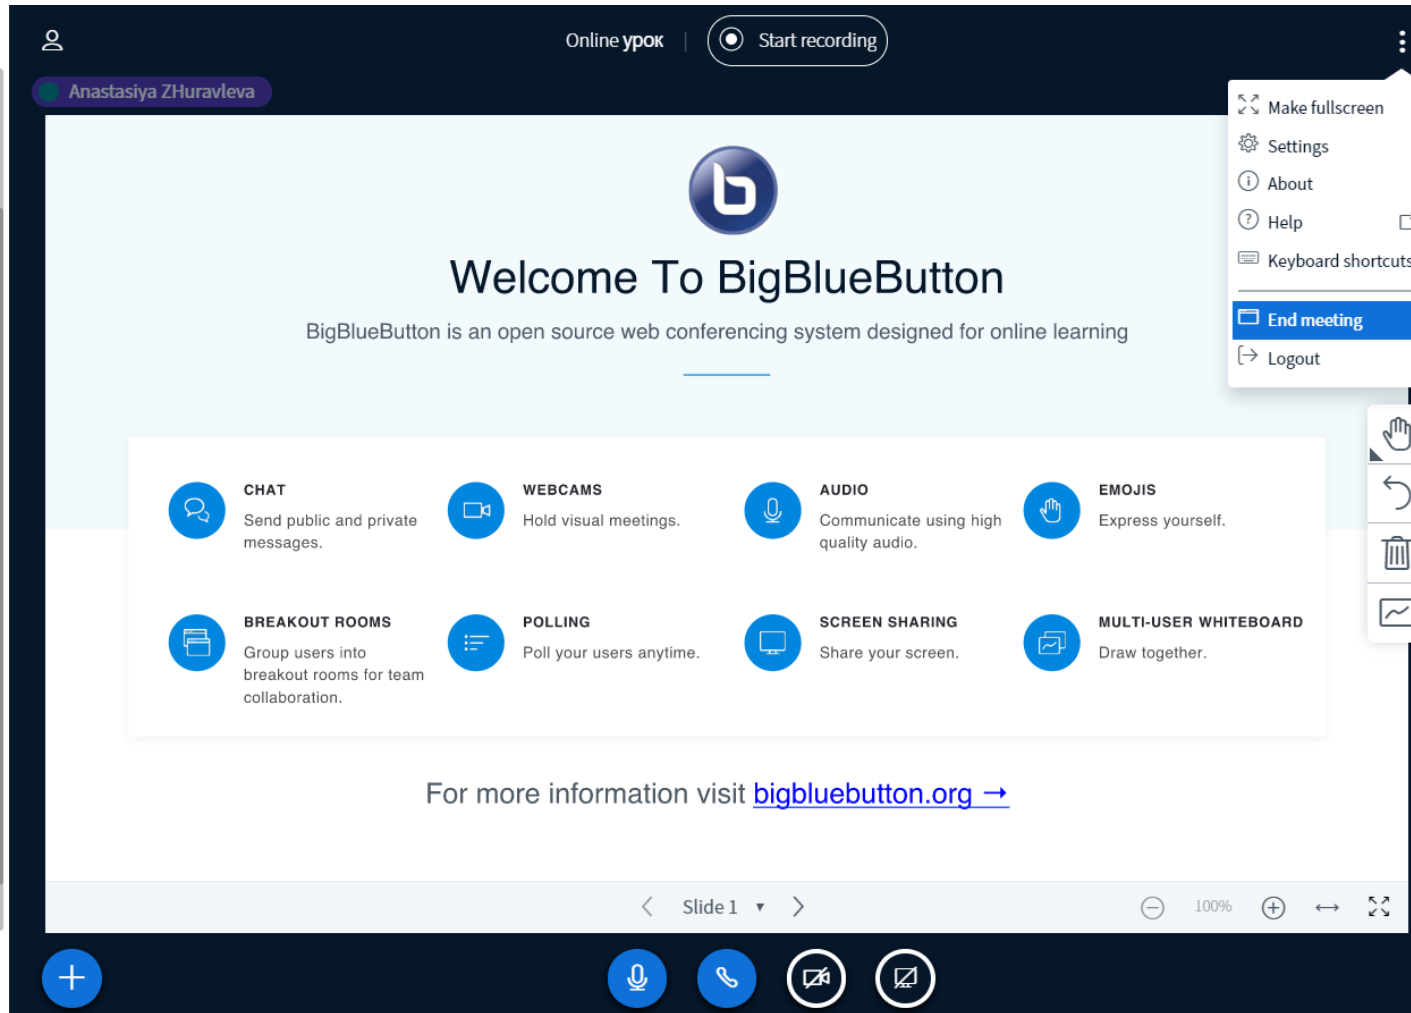 Online урок
Start recording
Anastasiya ZHuravleva
Make fullscreen
Settings
About
Help
Keyboard shortcuts
End meeting
Logout
Welcome To BigBlueButton
BigBlueButton is an open source web conferencing system designed for online learning
CHAT
Send public and private
messages.
WEBCAMS
Hold visual meetings.
AUDIO
Communicate using high
quality audio.
EMOJIS
Express yourself.
BREAKOUT ROOMS
Group users into
breakout rooms for team
collaboration.
POLLING
Poll your users anytime.
SCREEN SHARING
Share your screen.
MULTI-USER WHITEBOARD
Draw together.
For more information visit bigbluebutton.org →
Slide 1
100%